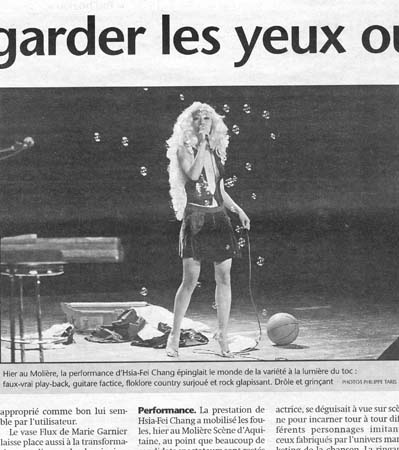 garder les yeux ou
Hier au Molière, la performance d'Hsia-Fei Chang épinglait le monde de la variété à la lumière du toc :
faux-vrai play-back, guitare factice, floklore country surjoué et rock glapissant. Drôle et grinçant PHOTOS PHILIPPE TARIS
approprié comme bon lui sem-
ble par l'utilisateur.
Le vase Flux de Marie Garnier
laisse place aussi à la transforma-
Performance. La prestation de
Hsia-Fei Chang a mobilisé les fou-
les, hier au Molière Scène d'Aqui-
taine, au point que beaucoup de
actrice, se déguisait à vue sur scè
ne pour incarner tour à tour dif
férents personnages imitant
ceux fabriqués par l'univers mar